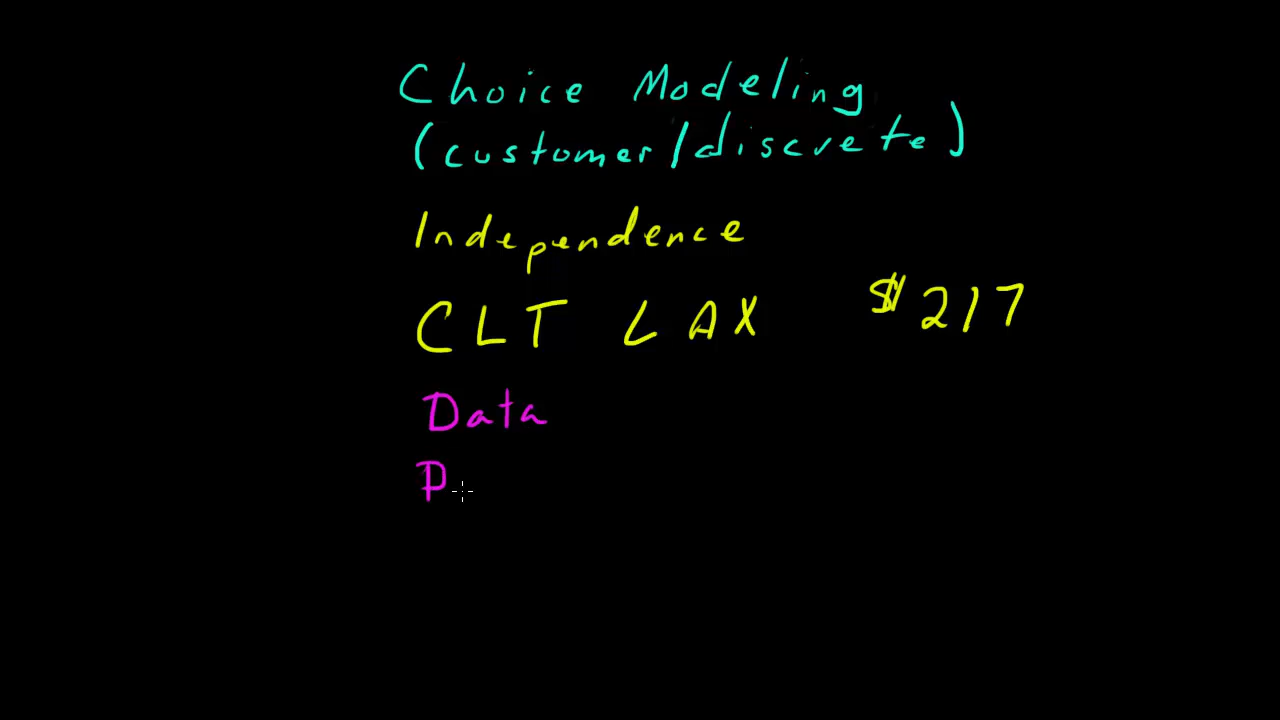 Choice Modeling
(customer/discrete)
Independence
CLT LAX $217
Data
P